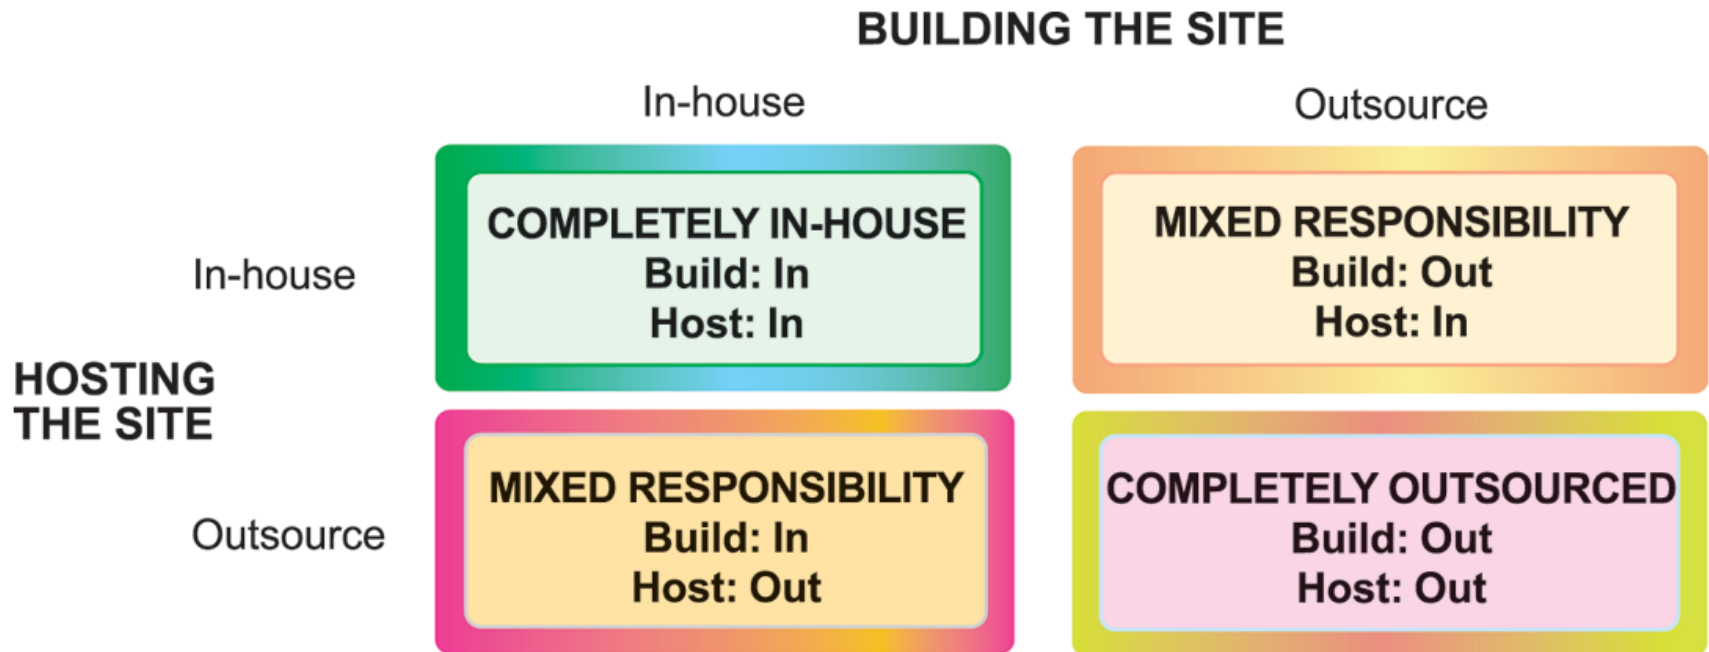 BUILDING THE SITE
In-house
Outsource
COMPLETELY IN-HOUSE
Build: In
Host: In
MIXED RESPONSIBILITY
Build: Out
Host: In
In-house
HOSTING
THE SITE
MIXED RESPONSIBILITY
Build: In
Host: Out
COMPLETELY OUTSOURCED
Build: Out
Host: Out
Outsource